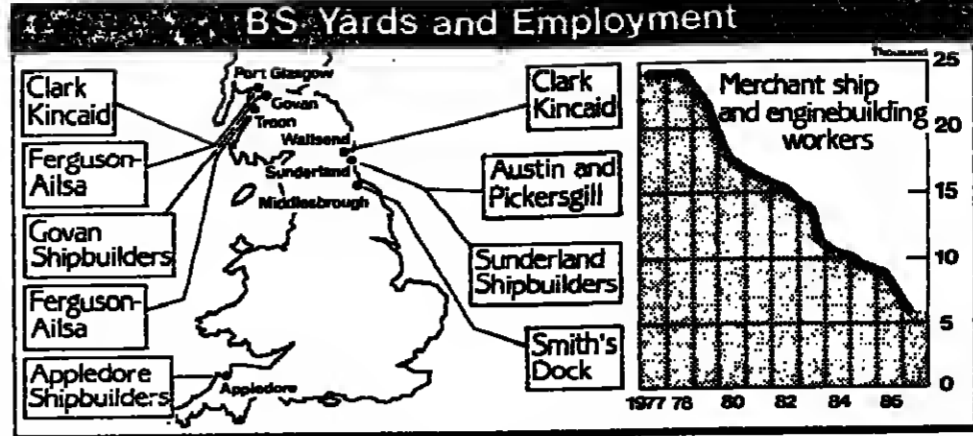 BS Yards and Employment
Clark
Kincaid
Ferguson-
Ailsa
Govan
Shipbuilders
Ferguson-
Ailsa
Appledore
Shipbuilders
Port Glasgow
Govan
Troon
Wallsend
Sunderland
Middlesbrough
Appledore
Clark
Kincaid
Austin and
Pickersgill
Sunderland
Shipbuilders
Smith's
Dock
Thousand
Merchant ship
and enginebuilding
workers
25
20
15
10
5
0
1977 78 80 82 84 86